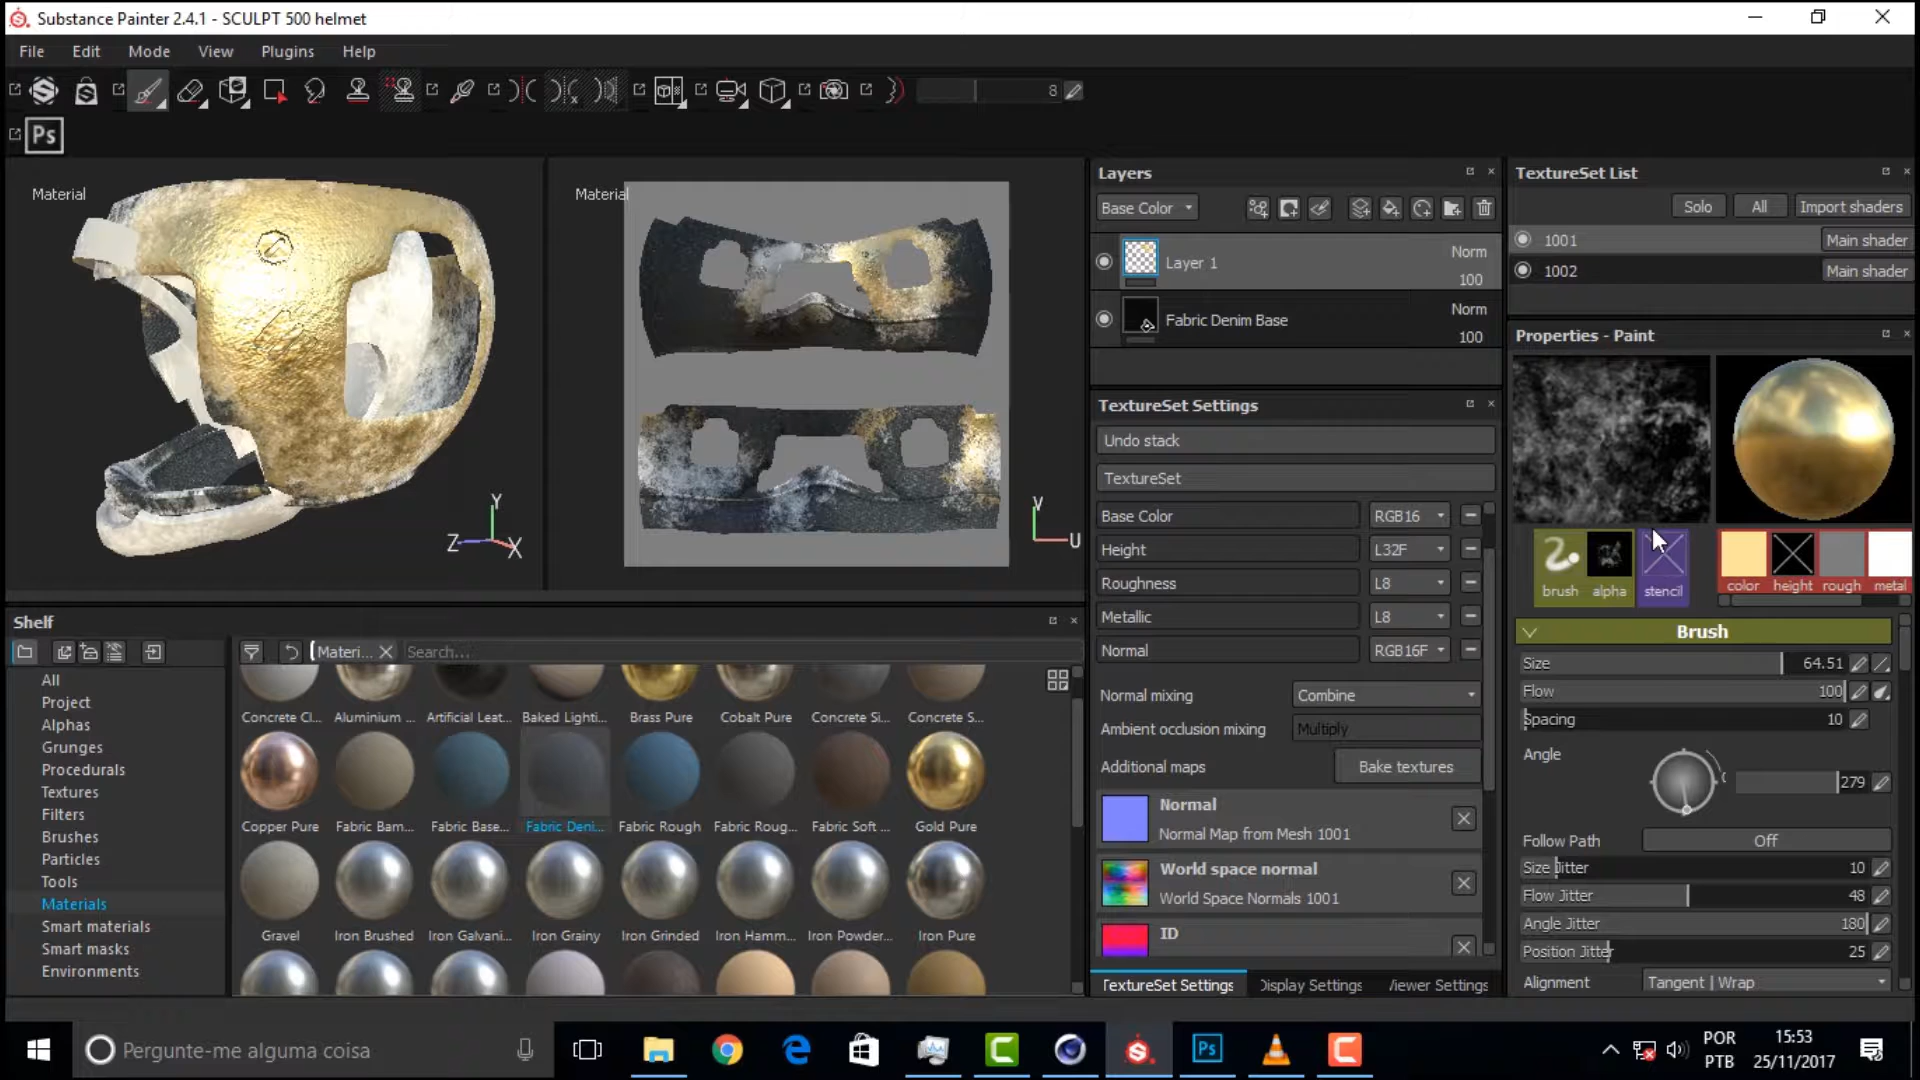 Substance Painter 2.4.1 - SCULPT 500 helmet
File Edit Mode View Plugins Help
8
Ps
Material
Material
Y
Z
X
V
U
Layers
Base Color
Layer 1
Norm
100
Fabric Denim Base
Norm
100
TextureSet List
Solo All Import shaders
1001 Main shader
1002 Main shader
TextureSet Settings
Undo stack
TextureSet
Base Color RGB16
Height L32F
Roughness L8
Metallic L8
Normal RGB16F
Normal mixing Combine
Ambient occlusion mixing Multiply
Additional maps Bake textures
Normal
Normal Map from Mesh 1001
World space normal
World Space Normals 1001
ID
TextureSet Settings Display Settings Viewer Settings
Properties - Paint
brush alpha stencil
color height rough metal
Brush
Size 64.51
Flow 100
Spacing 10
Angle
279
Follow Path Off
Size Jitter 10
Flow Jitter 48
Angle Jitter 180
Position Jitter 25
Alignment Tangent | Wrap
Shelf
Materi... Search...
All
Project
Alphas
Grunges
Procedurals
Textures
Filters
Brushes
Particles
Tools
Materials
Smart materials
Smart masks
Environments
Concrete Cl... Aluminium ... Artificial Leat... Baked Lighti... Brass Pure Cobalt Pure Concrete Si... Concrete S...
Copper Pure Fabric Bam... Fabric Base... Fabric Deni... Fabric Rough Fabric Roug... Fabric Soft ... Gold Pure
Gravel Iron Brushed Iron Galvani... Iron Grainy Iron Grinded Iron Hamm... Iron Powder... Iron Pure
Pergunte-me alguma coisa
Ps
POR
PTB
15:53
25/11/2017